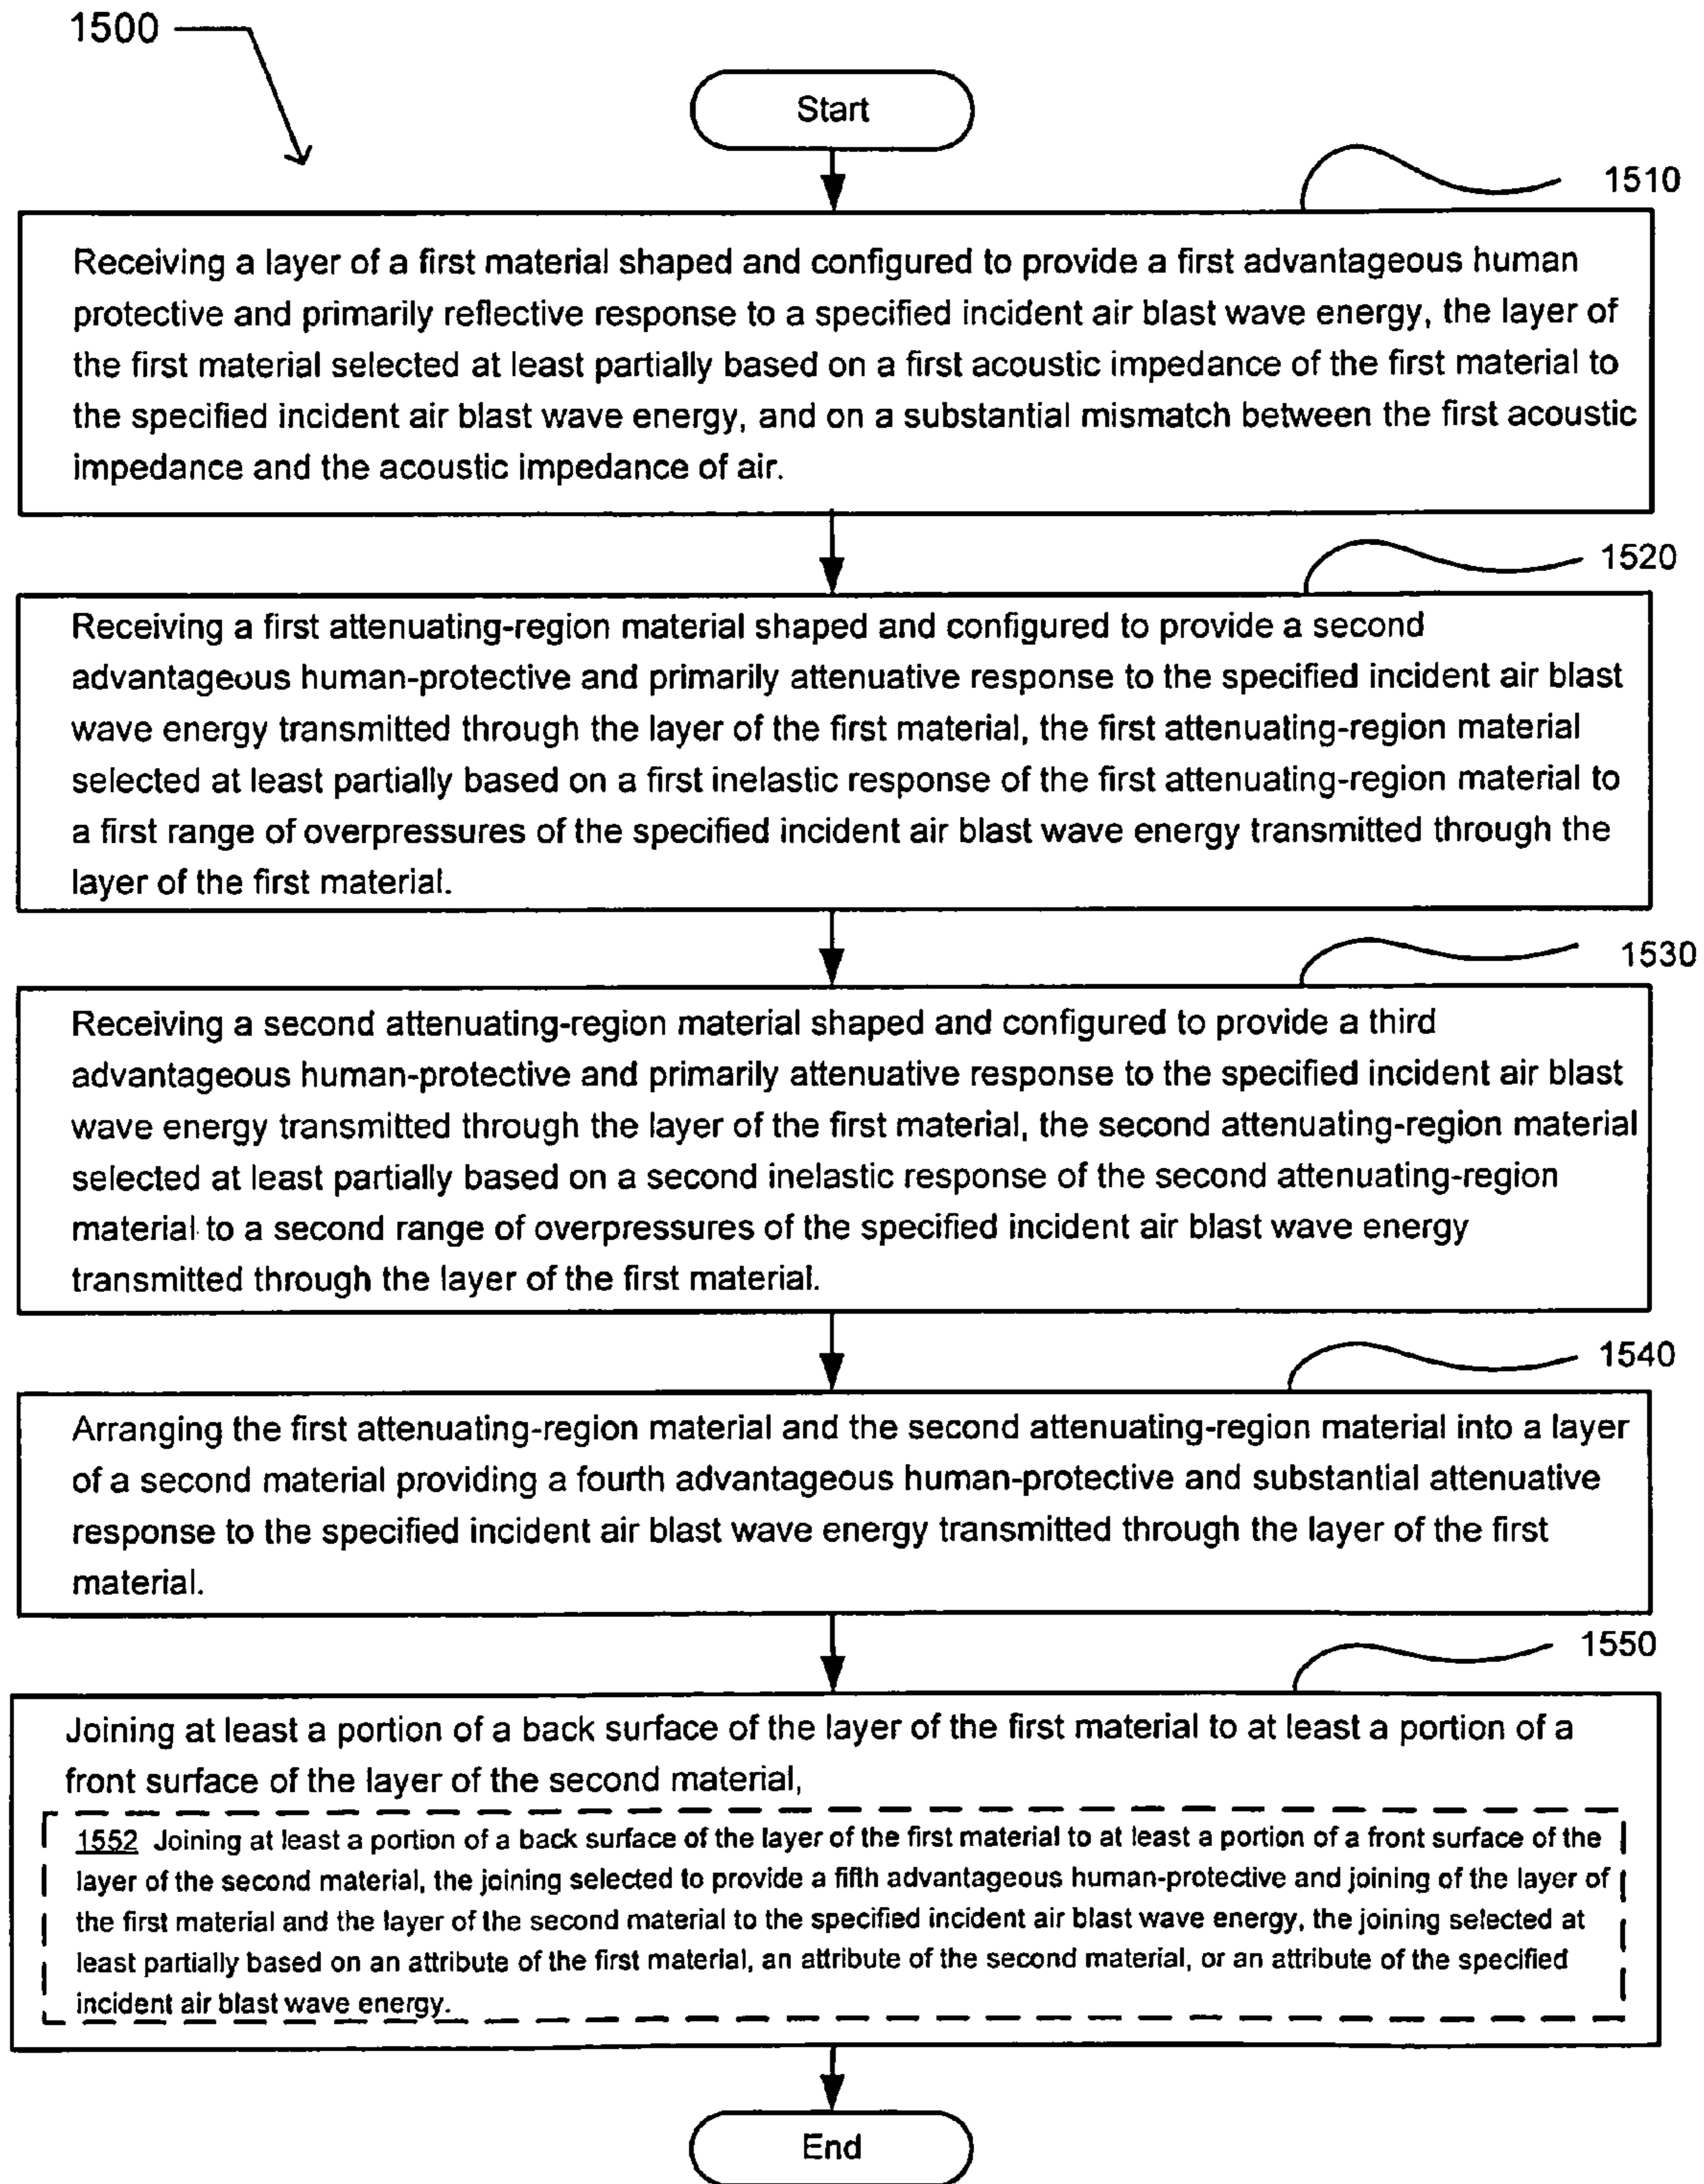 1500
Start
1510
Receiving a layer of a first material shaped and configured to provide a first advantageous human
protective and primarily reflective response to a specified incident air blast wave energy, the layer of
the first material selected at least partially based on a first acoustic impedance of the first material to
the specified incident air blast wave energy, and on a substantial mismatch between the first acoustic
impedance and the acoustic impedance of air.
1520
Receiving a first attenuating-region material shaped and configured to provide a second
advantageous human-protective and primarily attenuative response to the specified incident air blast
wave energy transmitted through the layer of the first material, the first attenuating-region material
selected at least partially based on a first inelastic response of the first attenuating-region material to
a first range of overpressures of the specified incident air blast wave energy transmitted through the
layer of the first material.
1530
Receiving a second attenuating-region material shaped and configured to provide a third
advantageous human-protective and primarily attenuative response to the specified incident air blast
wave energy transmitted through the layer of the first material, the second attenuating-region material
selected at least partially based on a second inelastic response of the second attenuating-region
material to a second range of overpressures of the specified incident air blast wave energy
transmitted through the layer of the first material.
1540
Arranging the first attenuating-region material and the second attenuating-region material into a layer
of a second material providing a fourth advantageous human-protective and substantial attenuative
response to the specified incident air blast wave energy transmitted through the layer of the first
material.
1550
Joining at least a portion of a back surface of the layer of the first material to at least a portion of a
front surface of the layer of the second material,
1552 Joining at least a portion of a back surface of the layer of the first material to at least a portion of a front surface of the
layer of the second material, the joining selected to provide a fifth advantageous human-protective and joining of the layer of
the first material and the layer of the second material to the specified incident air blast wave energy, the joining selected at
least partially based on an attribute of the first material, an attribute of the second material, or an attribute of the specified
incident air blast wave energy.
End